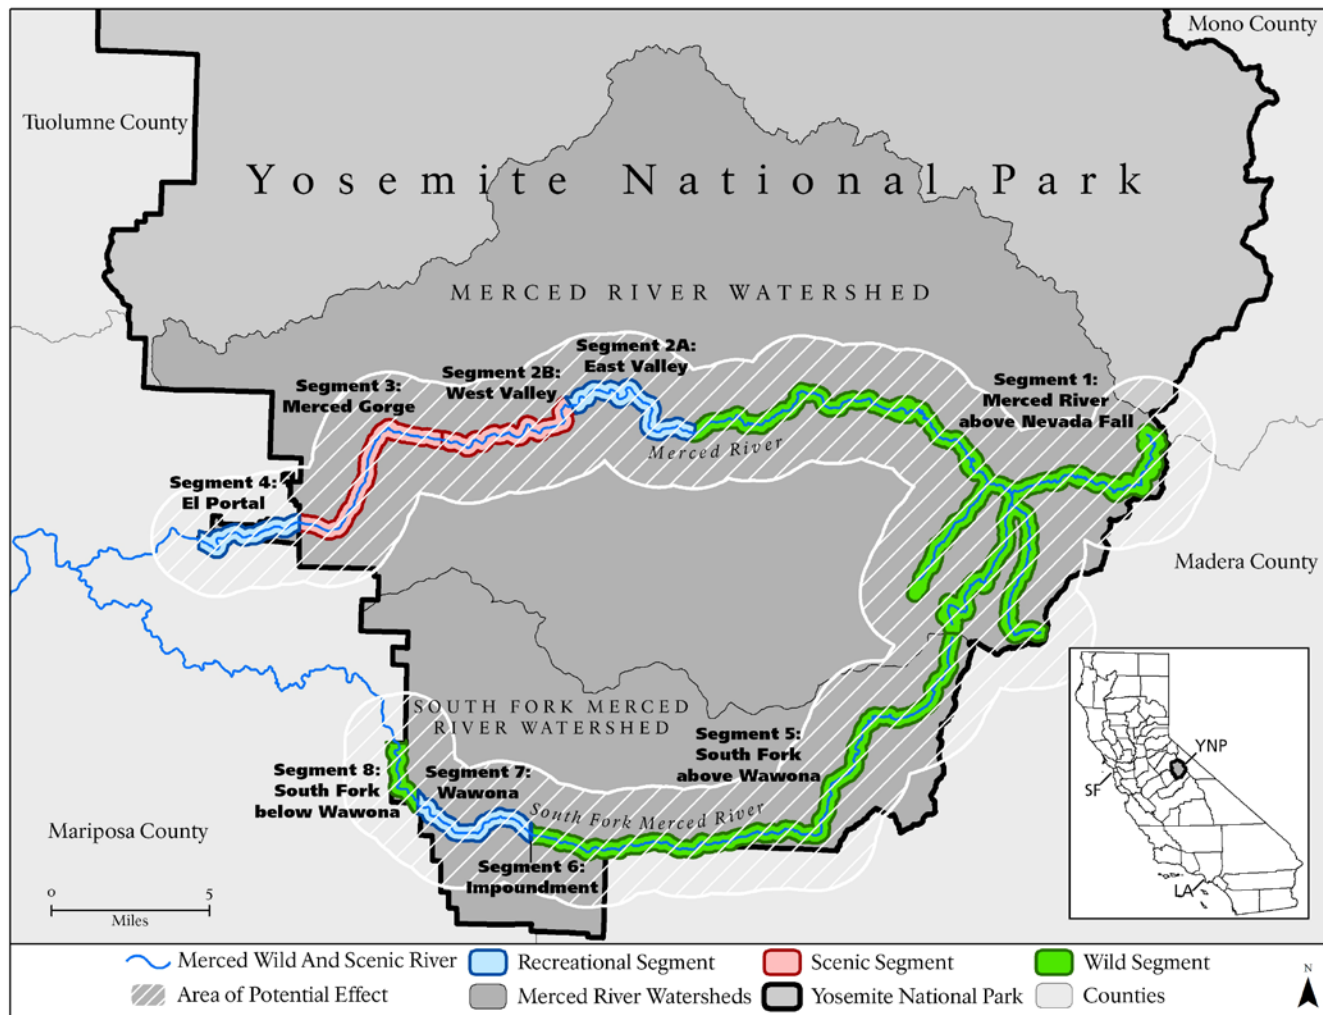 Mono County
Tuolumne County
Yosemite National Park
MERCED RIVER WATERSHED
Segment 2A:
East Valley
Segment 2B:
West Valley
Segment 3:
Merced Gorge
Segment 1:
Merced River
above Nevada Fall
Merced River
Segment 4:
El Portal
Madera County
SOUTH FORK MERCED
RIVER WATERSHED
Segment 5:
South Fork
above Wawona
Segment 8:
South Fork
below Wawona
Segment 7:
Wawona
South Fork Merced River
Segment 6:
Impoundment
Mariposa County
YNP
SF
LA
0 5
Miles
Merced Wild And Scenic River
Recreational Segment
Scenic Segment
Wild Segment
Area of Potential Effect
Merced River Watersheds
Yosemite National Park
Counties
N